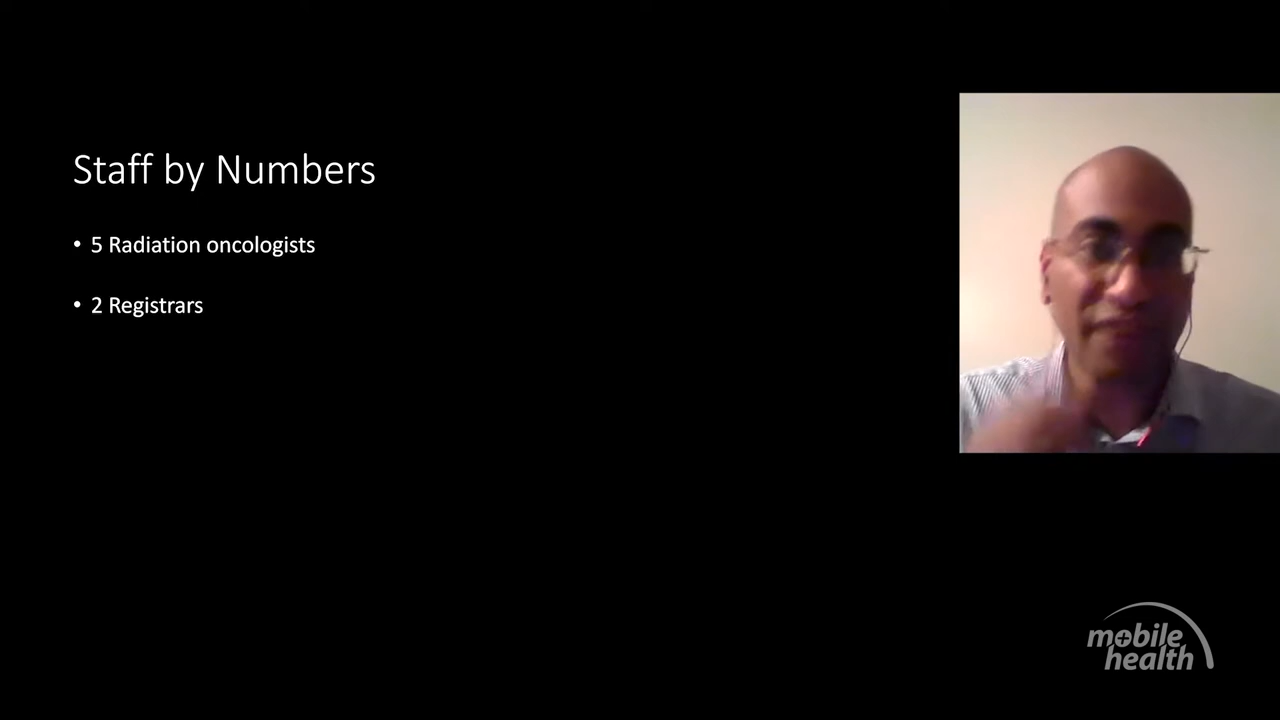 Staff by Numbers
• 5 Radiation oncologists
• 2 Registrars
mobile
health